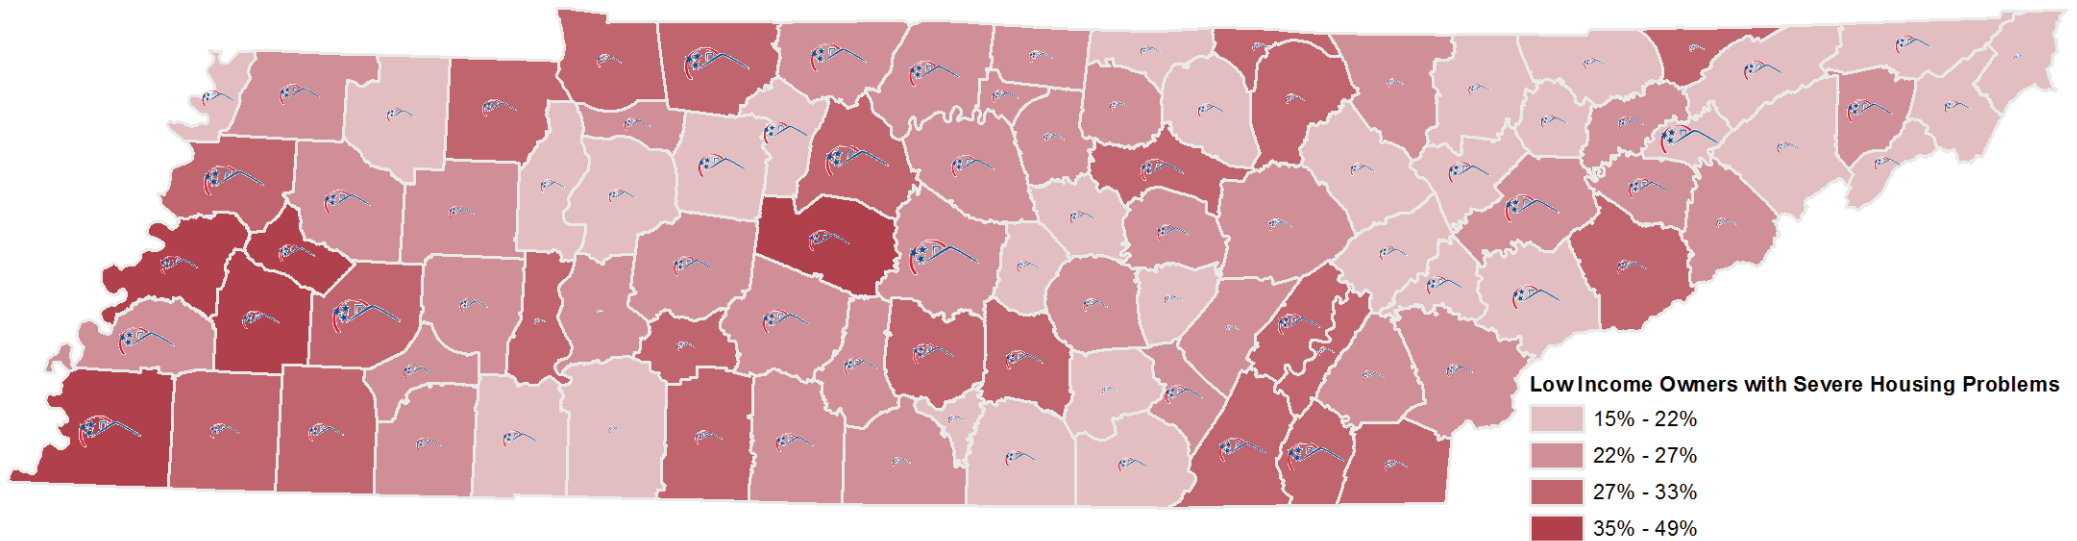 Low Income Owners with Severe Housing Problems
15% - 22%
22% - 27%
27% - 33%
35% - 49%